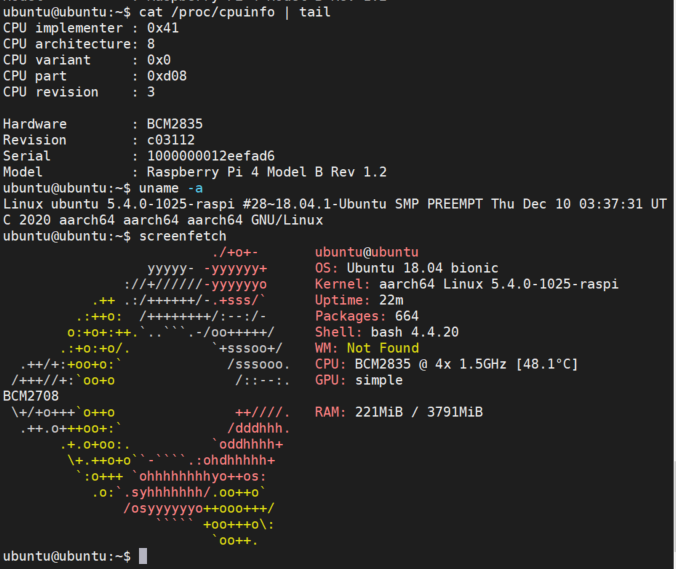 ubuntu@ubuntu:~$ cat /proc/cpuinfo | tail
CPU implementer : 0x41
CPU architecture: 8
CPU variant     : 0x0
CPU part        : 0xd08
CPU revision    : 3

Hardware        : BCM2835
Revision        : c03112
Serial          : 1000000012eefad6
Model           : Raspberry Pi 4 Model B Rev 1.2
ubuntu@ubuntu:~$ uname -a
Linux ubuntu 5.4.0-1025-raspi #28~18.04.1-Ubuntu SMP PREEMPT Thu Dec 10 03:37:31 UT
C 2020 aarch64 aarch64 aarch64 GNU/Linux
ubuntu@ubuntu:~$ screenfetch
                          ./+o+-       ubuntu@ubuntu
                  yyyyy- -yyyyyy+      OS: Ubuntu 18.04 bionic
               ://+//////-yyyyyyo      Kernel: aarch64 Linux 5.4.0-1025-raspi
           .++ .:/++++++/-.+sss/`      Uptime: 22m
         .:++o:  /++++++++/:--:/-      Packages: 664
        o:+o+:++.`..```.-/oo+++++/     Shell: bash 4.4.20
       .:+o:+o/.          `+sssoo+/    WM: Not Found
  .++/+:+oo+o:`             /sssooo.   CPU: BCM2835 @ 4x 1.5GHz [48.1°C]
 /+++//+:`oo+o               /::--:.   GPU: simple
BCM2708
 \+/+o+++`o++o               ++////.   RAM: 221MiB / 3791MiB
  .++.o+++oo+:`             /dddhhh.
       .+.o+oo:.          `oddhhhh+
        \+.++o+o``-````.:ohdhhhhh+
         `:o+++ `ohhhhhhhhyo++os:
           .o:`.syhhhhhhh/.oo++o`
               /osyyyyyyo++ooo+++/
                   ````` +oo+++o\:
                          `oo++.
ubuntu@ubuntu:~$